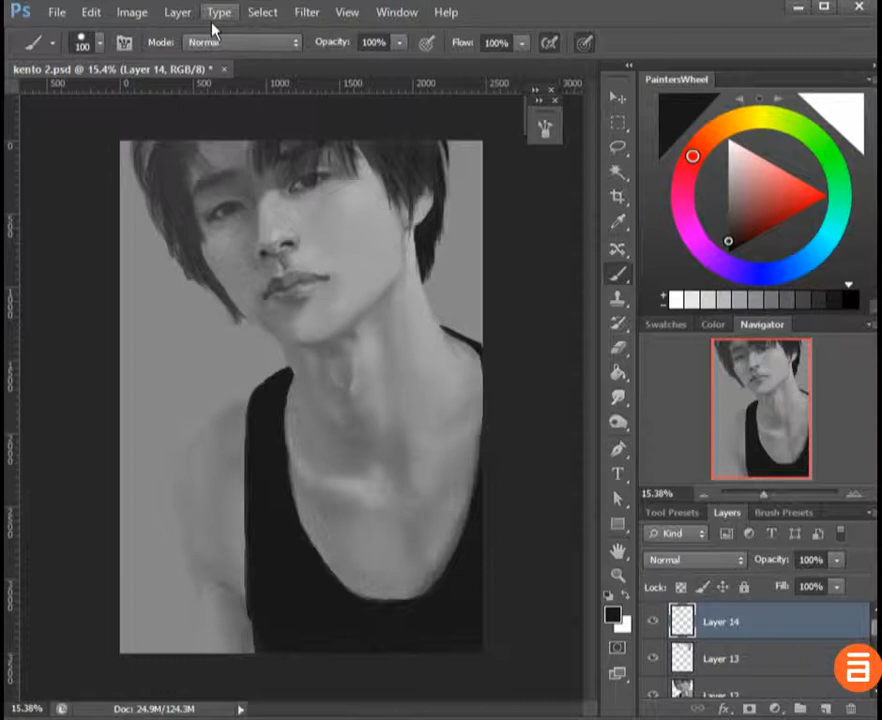 Ps File Edit Image Layer Type Select Filter View Window Help
100 Mode: Normal Opacity: 100% Flow: 100%
kento 2.psd @ 15.4% (Layer 14, RGB/8) * ×
500 0 500 1000 1500 2000 2500 3000
PaintersWheel
Swatches Color Navigator
15.38%
Tool Presets Layers Brush Presets
Kind
Normal Opacity: 100%
Lock: Fill: 100%
Layer 14
Layer 13
Layer 12
15.38% Doc: 24.9M/124.3M